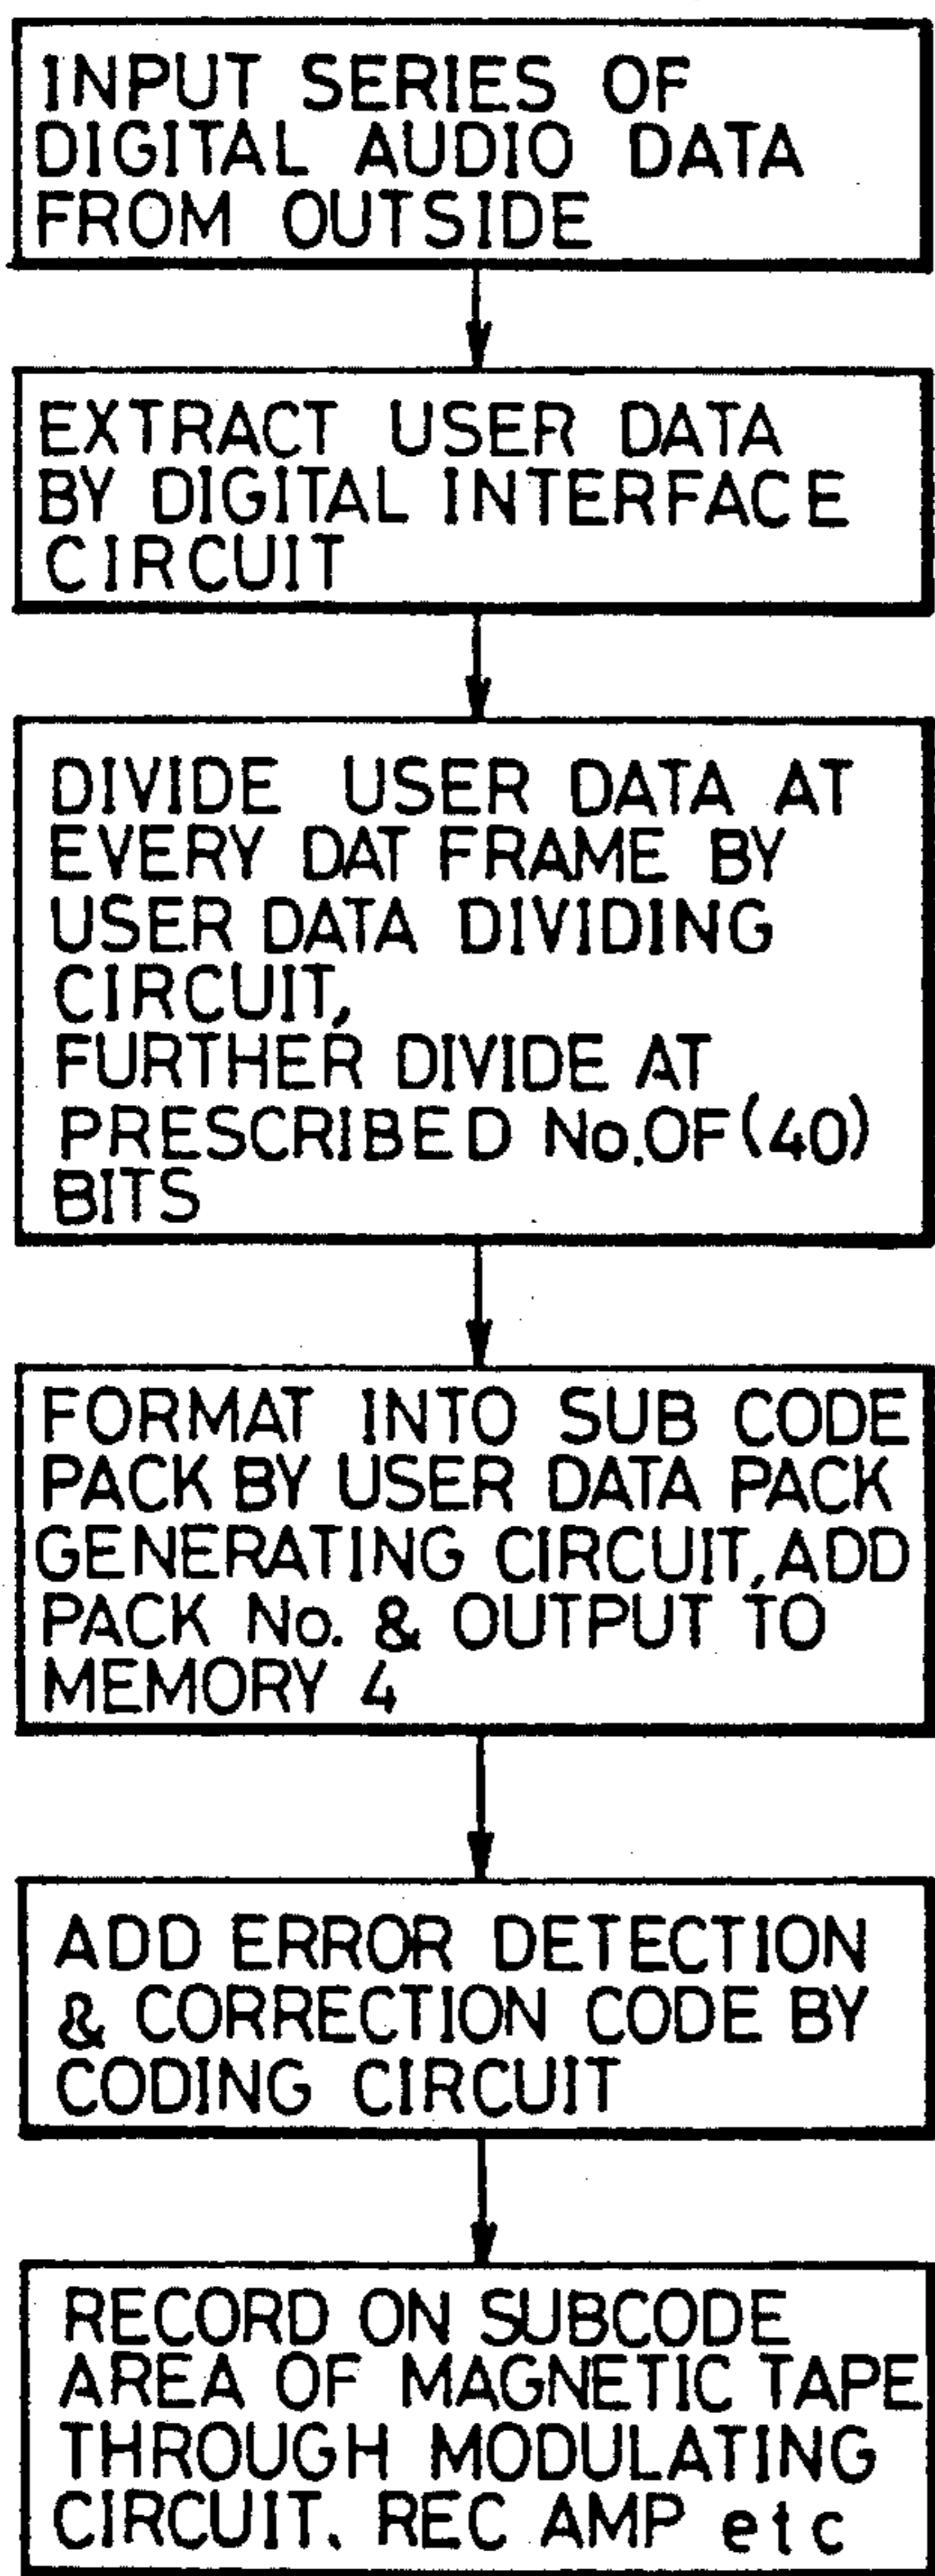 INPUT SERIES OF
DIGITAL AUDIO DATA
FROM OUTSIDE
EXTRACT USER DATA
BY DIGITAL INTERFACE
CIRCUIT
DIVIDE USER DATA AT
EVERY DAT FRAME BY
USER DATA DIVIDING
CIRCUIT,
FURTHER DIVIDE AT
PRESCRIBED No.OF(40)
BITS
FORMAT INTO SUB CODE
PACK BY USER DATA PACK
GENERATING CIRCUIT,ADD
PACK No. & OUTPUT TO
MEMORY 4
ADD ERROR DETECTION
& CORRECTION CODE BY
CODING CIRCUIT
RECORD ON SUBCODE
AREA OF MAGNETIC TAPE
THROUGH MODULATING
CIRCUIT. REC AMP etc